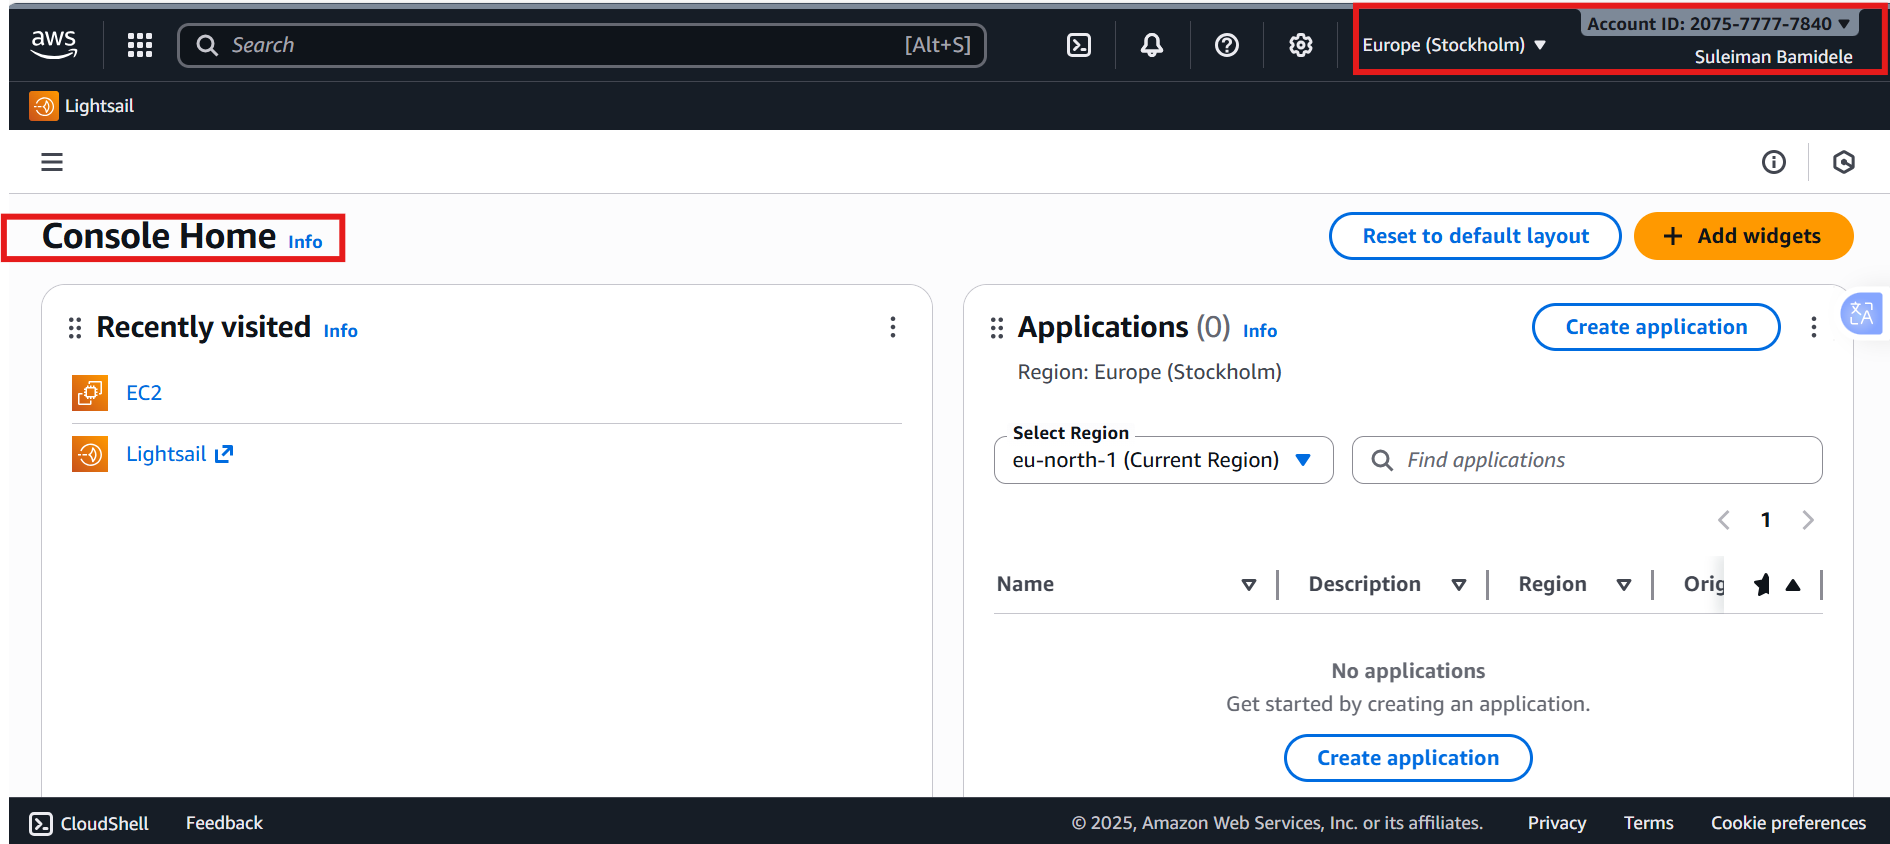 aws
Search
[Alt+S]
Europe (Stockholm)
Account ID: 2075-7777-7840
Suleiman Bamidele
Lightsail
Console Home Info
Reset to default layout
+ Add widgets
Recently visited Info
EC2
Lightsail
Applications (0) Info
Create application
Region: Europe (Stockholm)
Select Region
eu-north-1 (Current Region)
Find applications
1
Name
Description
Region
Orig
No applications
Get started by creating an application.
Create application
CloudShell
Feedback
© 2025, Amazon Web Services, Inc. or its affiliates.
Privacy
Terms
Cookie preferences